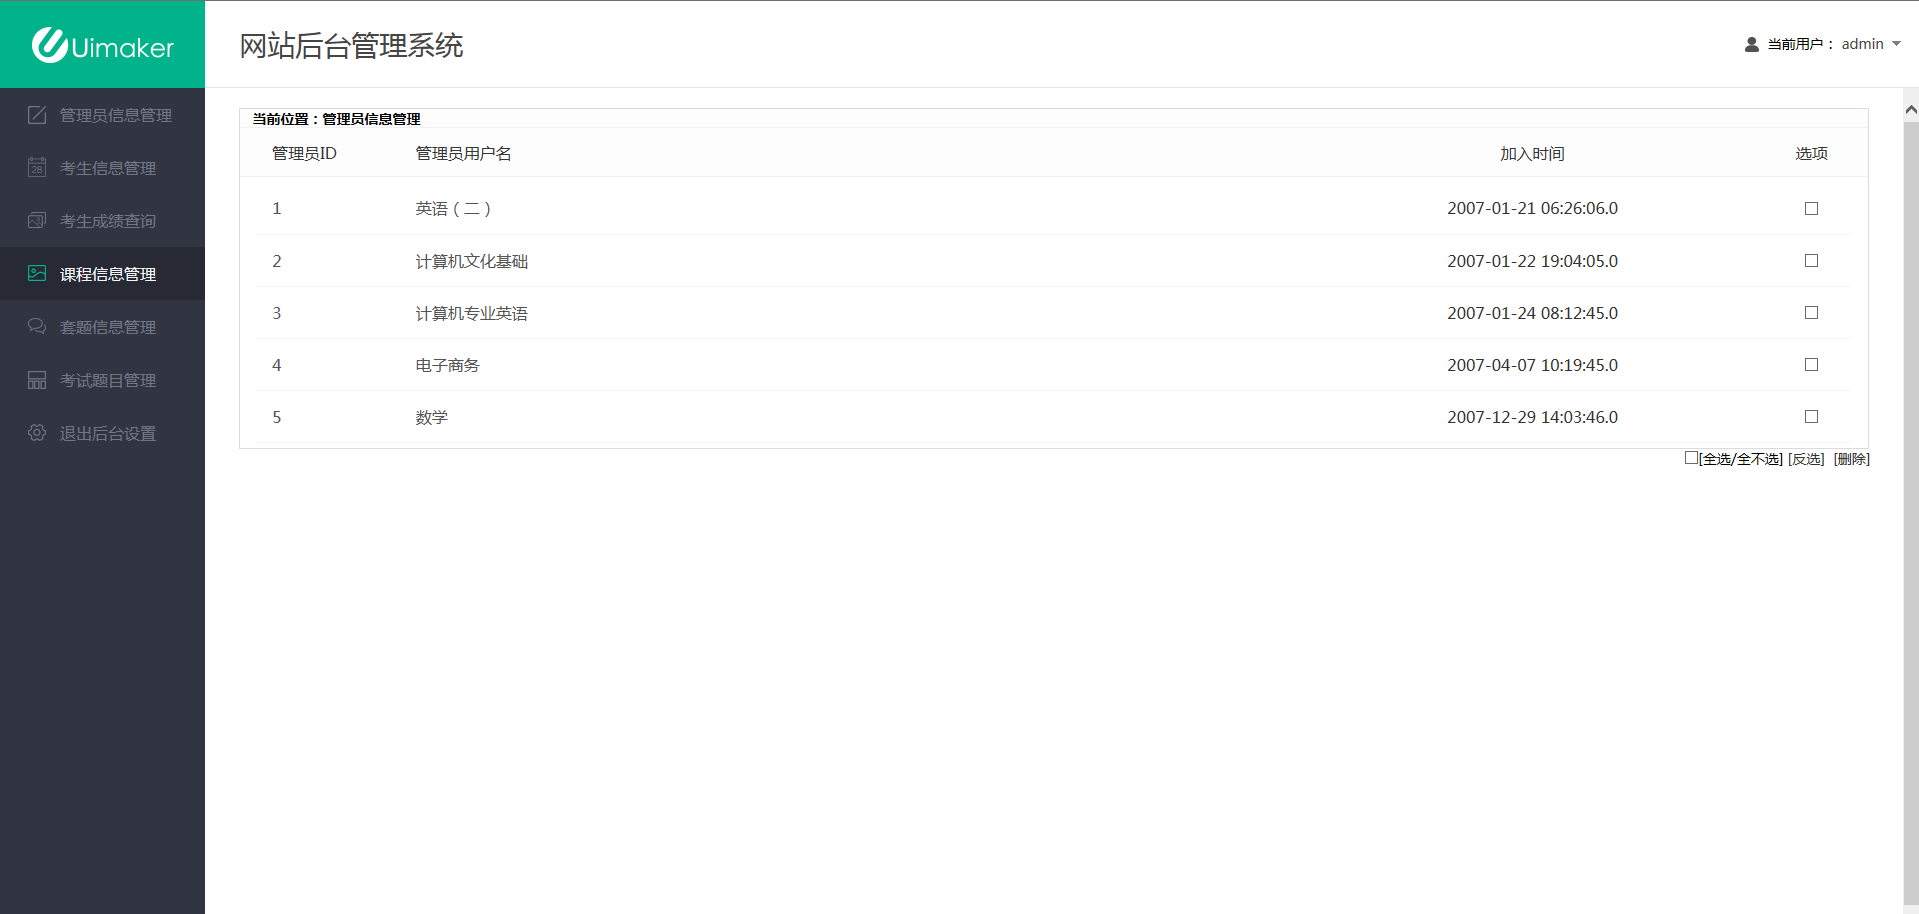 Uimaker
网站后台管理系统
当前用户： admin
管理员信息管理
28
考生信息管理
考生成绩查询
课程信息管理
套题信息管理
考试题目管理
退出后台设置
当前位置：管理员信息管理
管理员ID 管理员用户名 加入时间 选项
1 英语（二） 2007-01-21 06:26:06.0
2 计算机文化基础 2007-01-22 19:04:05.0
3 计算机专业英语 2007-01-24 08:12:45.0
4 电子商务 2007-04-07 10:19:45.0
5 数学 2007-12-29 14:03:46.0
[全选/全不选] [反选] [删除]